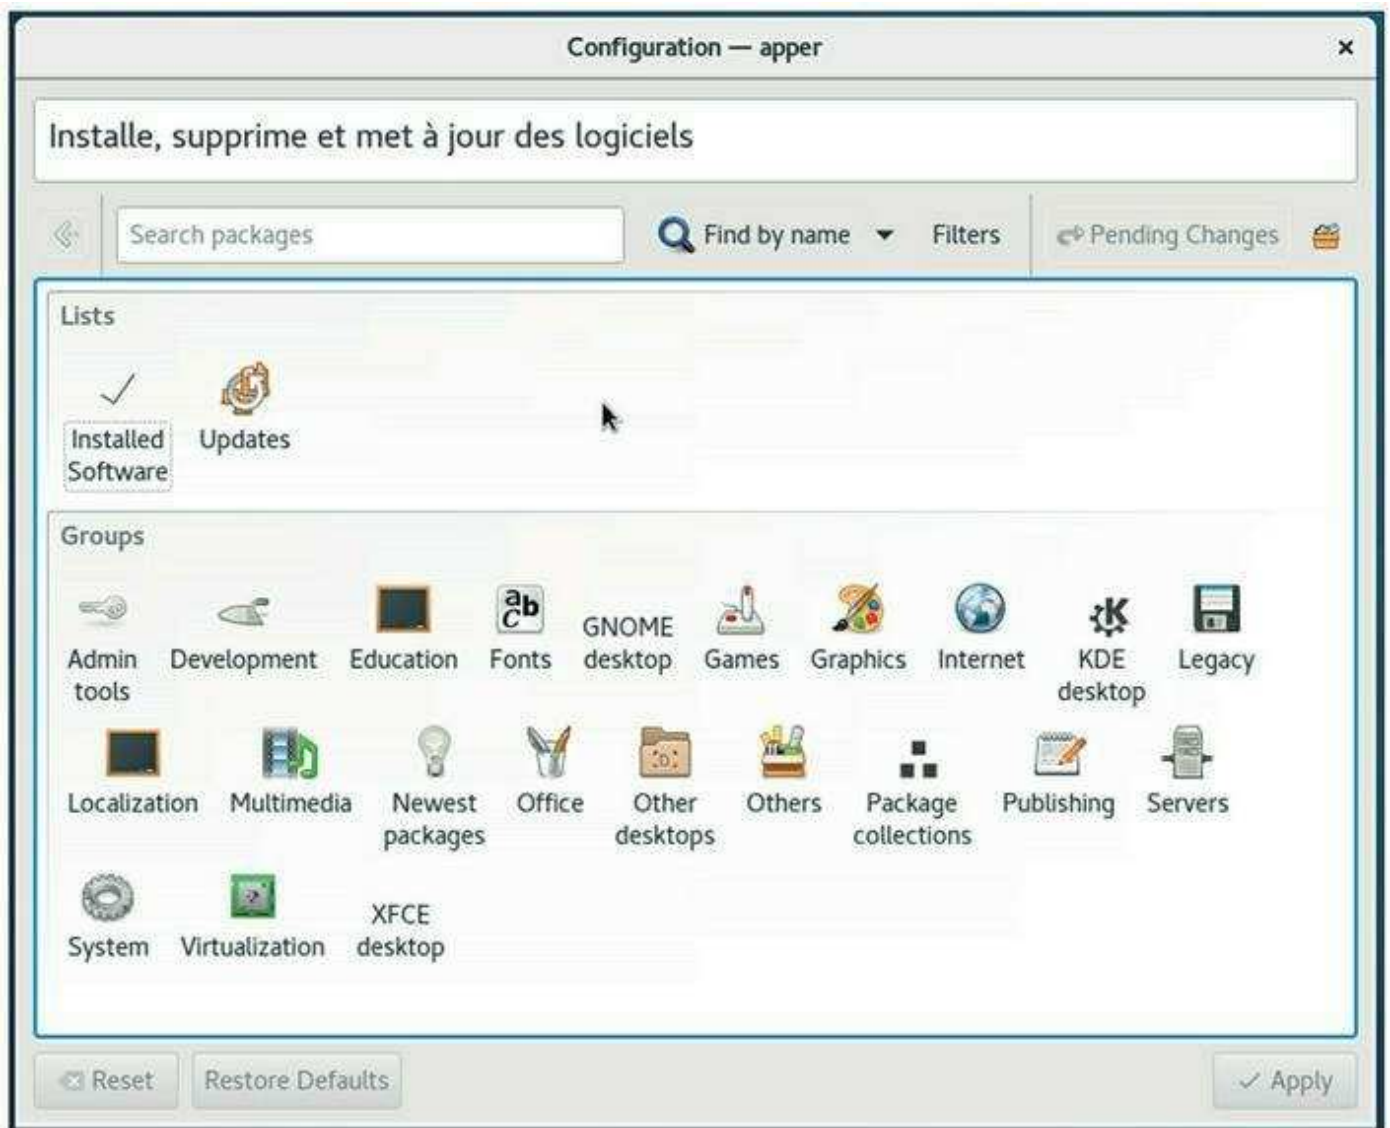 Configuration — apper
Installe, supprime et met à jour des logiciels
Search packages
Find by name
Filters
Pending Changes
Lists
Installed
Software
Updates
Groups
Admin
tools
Development
Education
Fonts
GNOME
desktop
Games
Graphics
Internet
KDE
desktop
Legacy
Localization
Multimedia
Newest
packages
Office
Other
desktops
Others
Package
collections
Publishing
Servers
System
Virtualization
XFCE
desktop
Reset
Restore Defaults
Apply